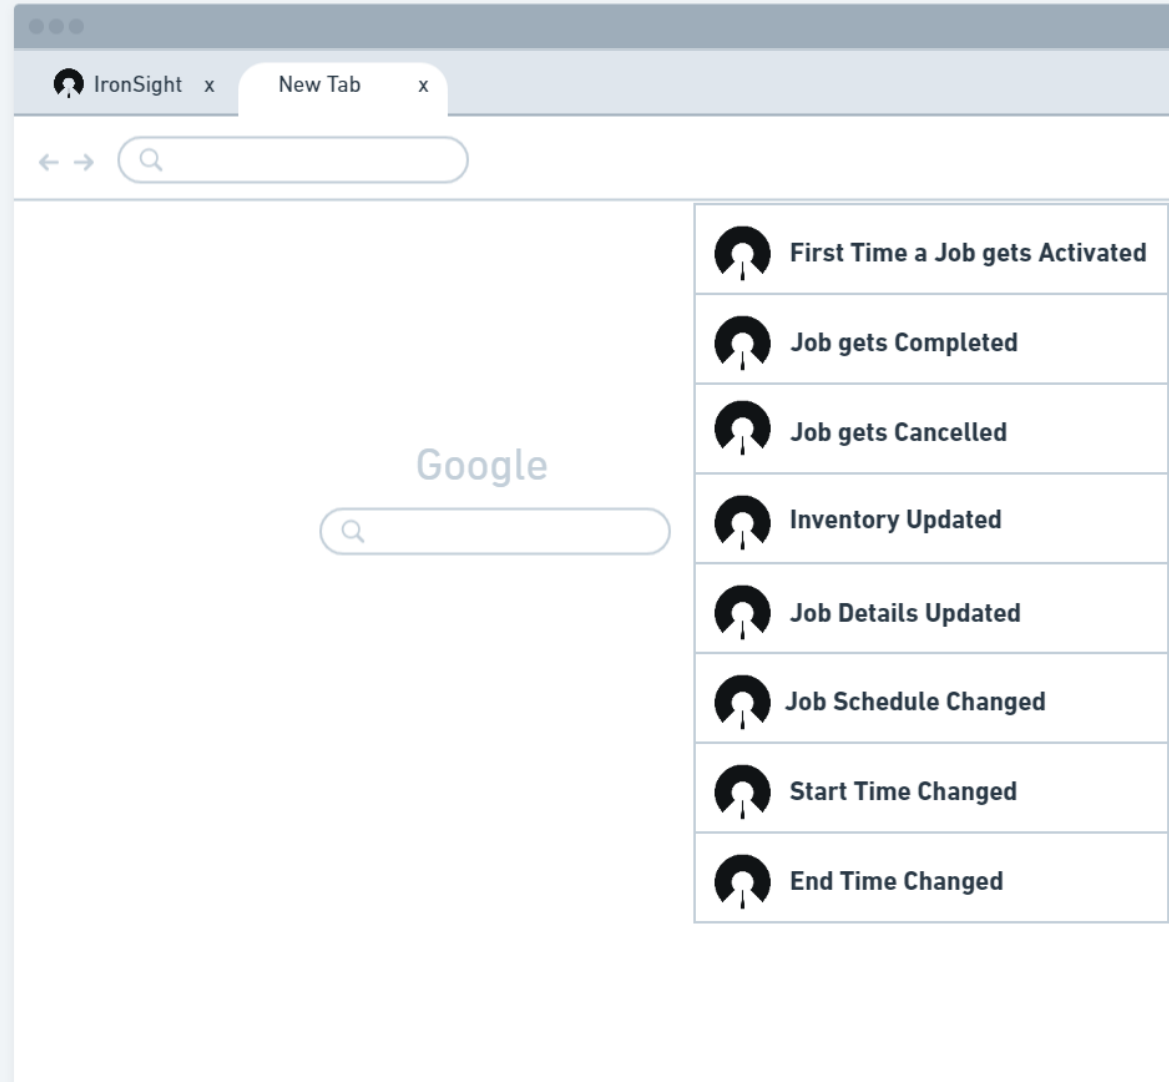 IronSight x New Tab x
First Time a Job gets Activated
Job gets Completed
Job gets Cancelled
Google
Inventory Updated
Job Details Updated
Job Schedule Changed
Start Time Changed
End Time Changed